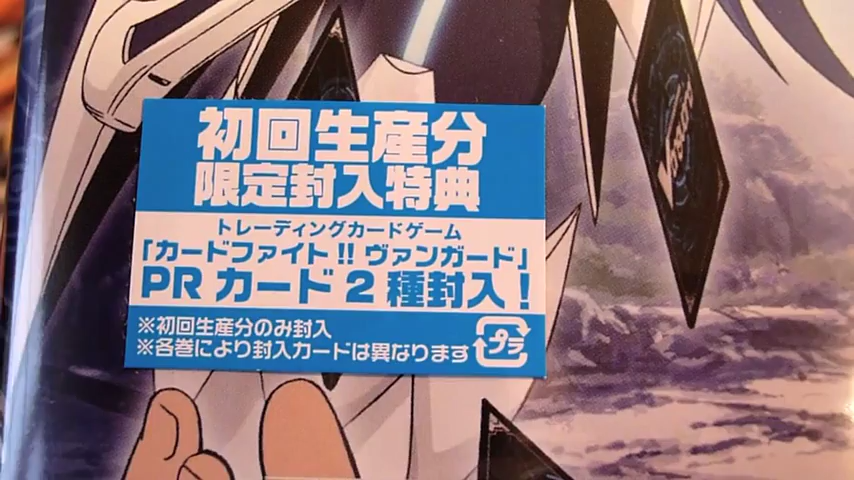 初回生産分
限定封入特典
トレーディングカードゲーム
「カードファイト!! ヴァンガード」
PR カード 2 種封入！
※初回生産分のみ封入
※各巻により封入カードは異なります
プラ